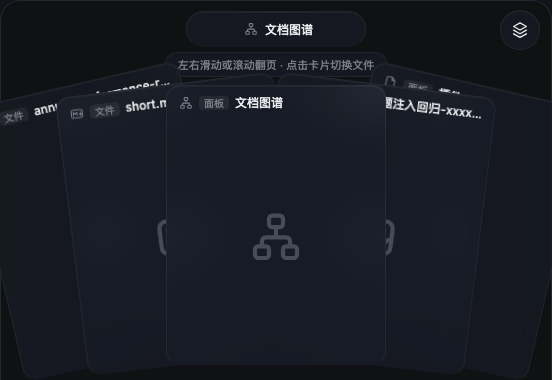 文档图谱
左右滑动或滚动翻页 · 点击卡片切换文件
文件
文件 short.m
面板 文档图谱
面板
注入回归-xxxx...